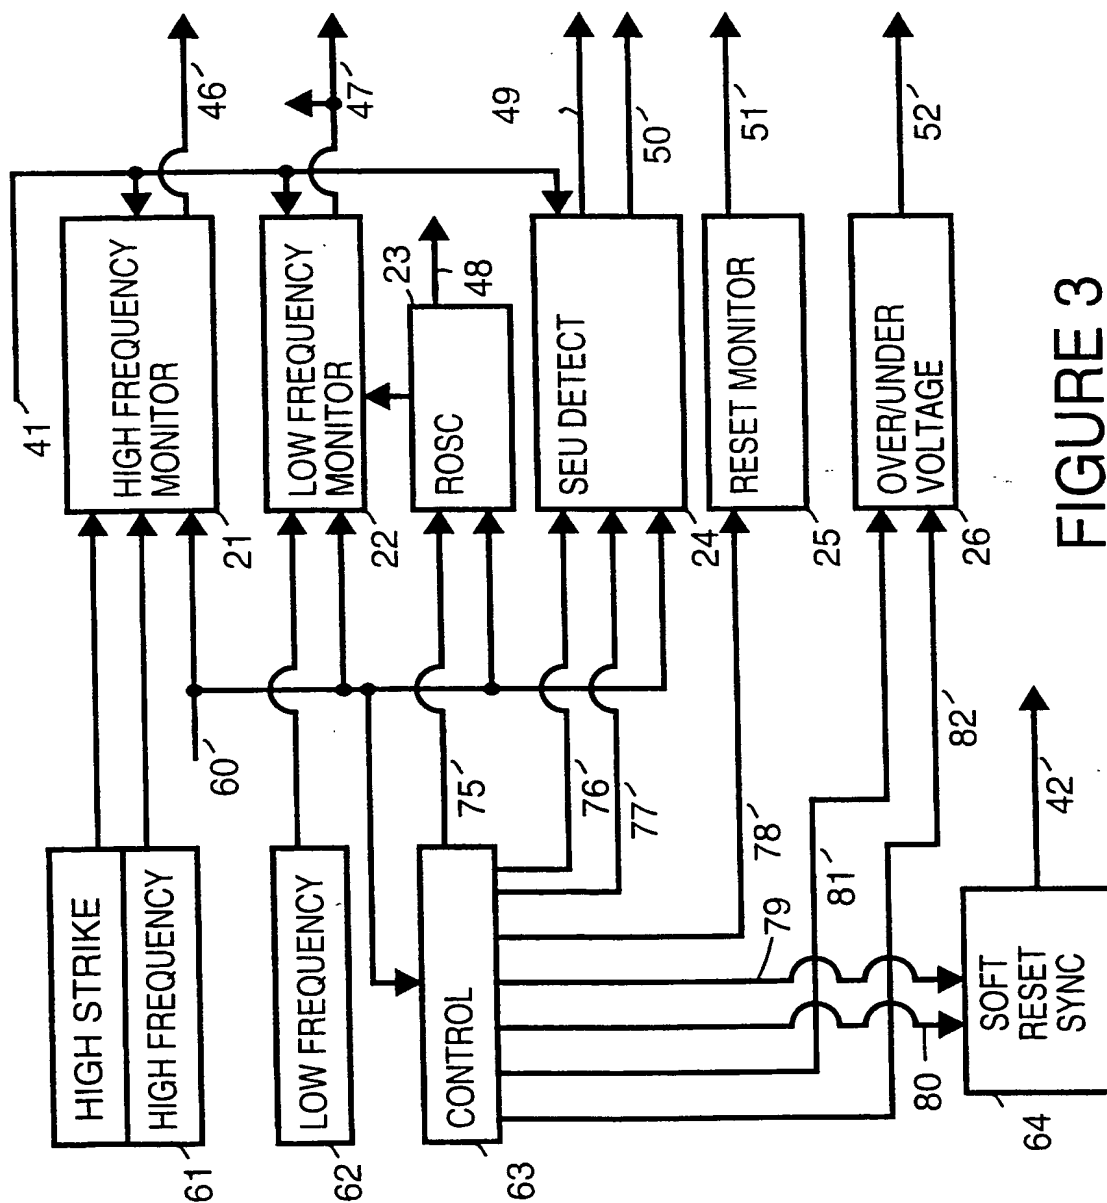 41
46
47
49
50
51
52
HIGH FREQUENCY
MONITOR
21
LOW FREQUENCY
MONITOR
22
23
48
ROSC
SEU DETECT
24
RESET MONITOR
25
OVER/UNDER
VOLTAGE
26
60
HIGH STRIKE
HIGH FREQUENCY
61
LOW FREQUENCY
62
CONTROL
63
75
76
77
78
79
80
81
82
SOFT
RESET
SYNC
64
42
FIGURE 3